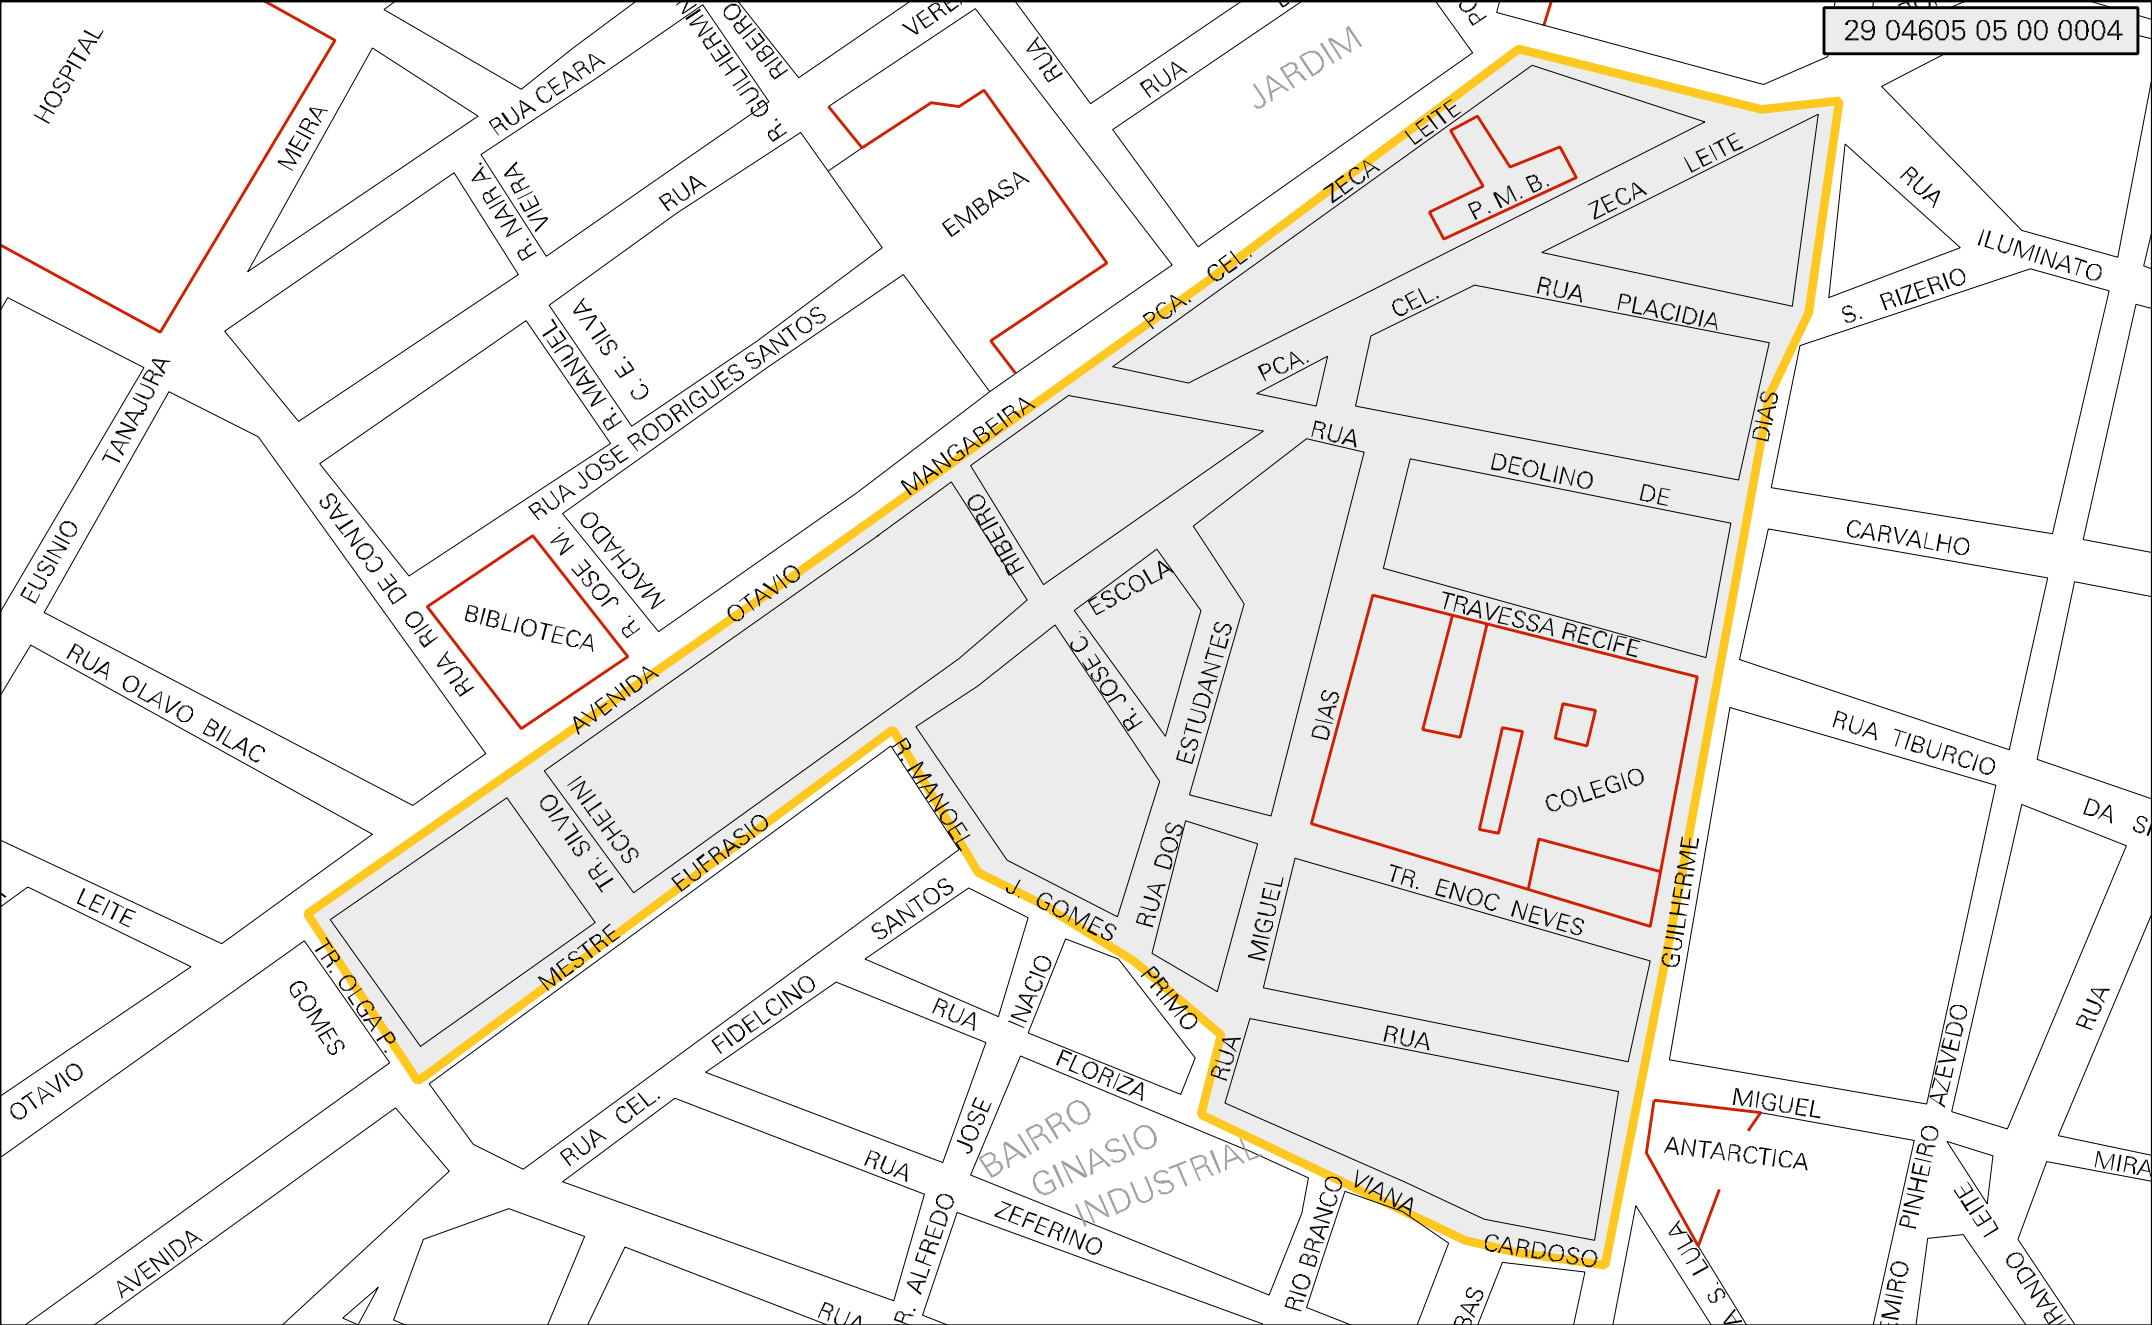 29 04605 05 00 0004
HOSPITAL
MEIRA
RUA CEARA
R. GUILHERMI
RIBEIRO
RUA
RUA
JARDIM
R. NAIR A.
VIEIRA
RUA
EMBASA
PCA. CEL. ZECA LEITE
P. M. B.
ZECA LEITE
CEL.
PCA.
RUA
ILUMINATO
S. RIZERIO
RUA PLACIDIA
EUSINIO TANAJURA
R. MANUEL
C. E. SILVA
RUA JOSE RODRIGUES SANTOS
RUA RIO DE CONTAS
R. JOSE M.
MACHADO
BIBLIOTECA
AVENIDA OTAVIO MANGABEIRA
RUA
DEOLINO DE
CARVALHO
DIAS
RIBEIRO
ESCOLA
R. JOSE C.
ESTUDANTES
RUA DOS
TRAVESSA RECIFE
DIAS
MIGUEL
COLEGIO
TR. ENOC NEVES
GUILHERME
RUA OLAVO BILAC
RUA TIBURCIO
DA
LEITE
TR. SILVIO
SCHETINI
MESTRE EUFRASIO
R. MANOEL
J. GOMES
PRIMO
TR. OLGA P.
GOMES
OTAVIO
AVENIDA
RUA CEL. FIDELCINO SANTOS
RUA
INACIO
JOSE
FLORIZA
RUA
RUA
MIGUEL
AZEVEDO
PINHEIRO
RUA
MIRA
ANTARCTICA
BAIRRO
GINASIO
INDUSTRIAL
RUA
ZEFERINO
R. ALFREDO
RIO BRANCO
VIANA
CARDOSO
S. LULA
LEITE
RUA